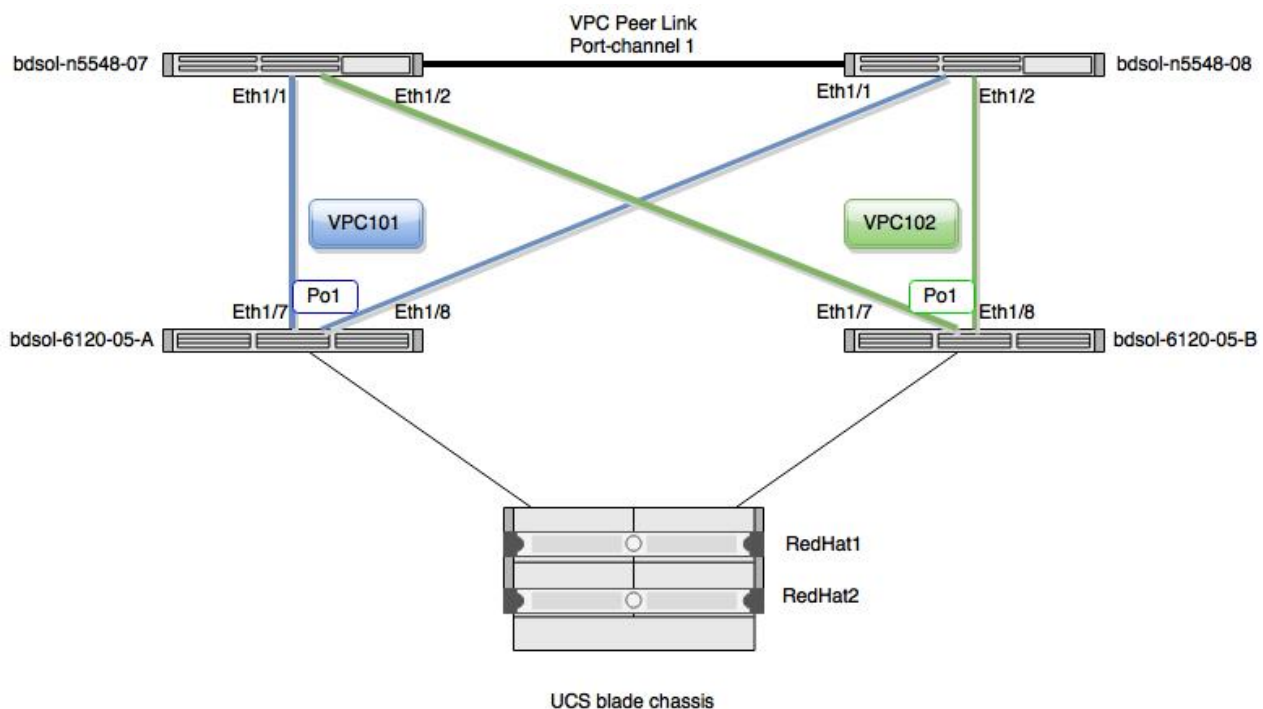 VPC Peer Link
Port-channel 1
bdsol-n5548-07
bdsol-n5548-08
Eth1/1
Eth1/2
Eth1/1
Eth1/2
VPC101
VPC102
Po1
Po1
Eth1/7
Eth1/8
Eth1/7
Eth1/8
bdsol-6120-05-A
bdsol-6120-05-B
RedHat1
RedHat2
UCS blade chassis